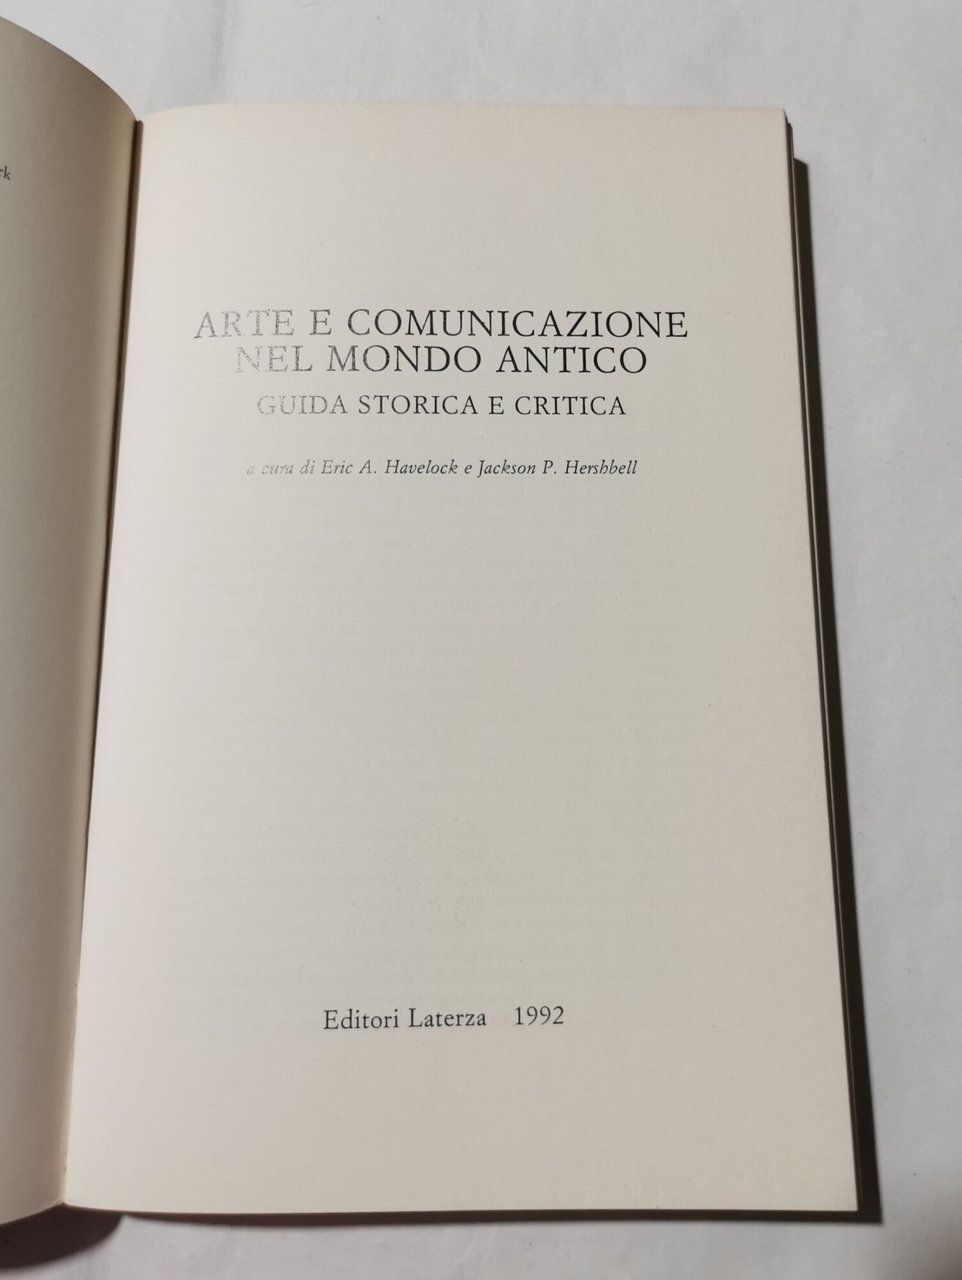 ARTE E COMUNICAZIONE
NEL MONDO ANTICO
GUIDA STORICA E CRITICA
a cura di Eric A. Havelock e Jackson P. Hershbell
Editori Laterza 1992